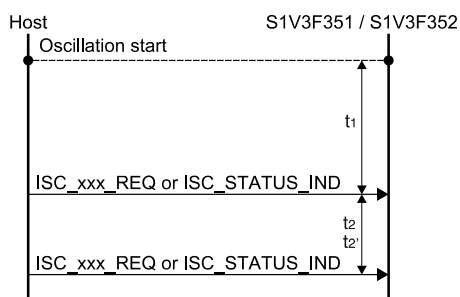 Host
S1V3F351 / S1V3F352
Oscillation start
t1
ISC_xxx_REQ or ISC_STATUS_IND
t2
t2'
ISC_xxx_REQ or ISC_STATUS_IND